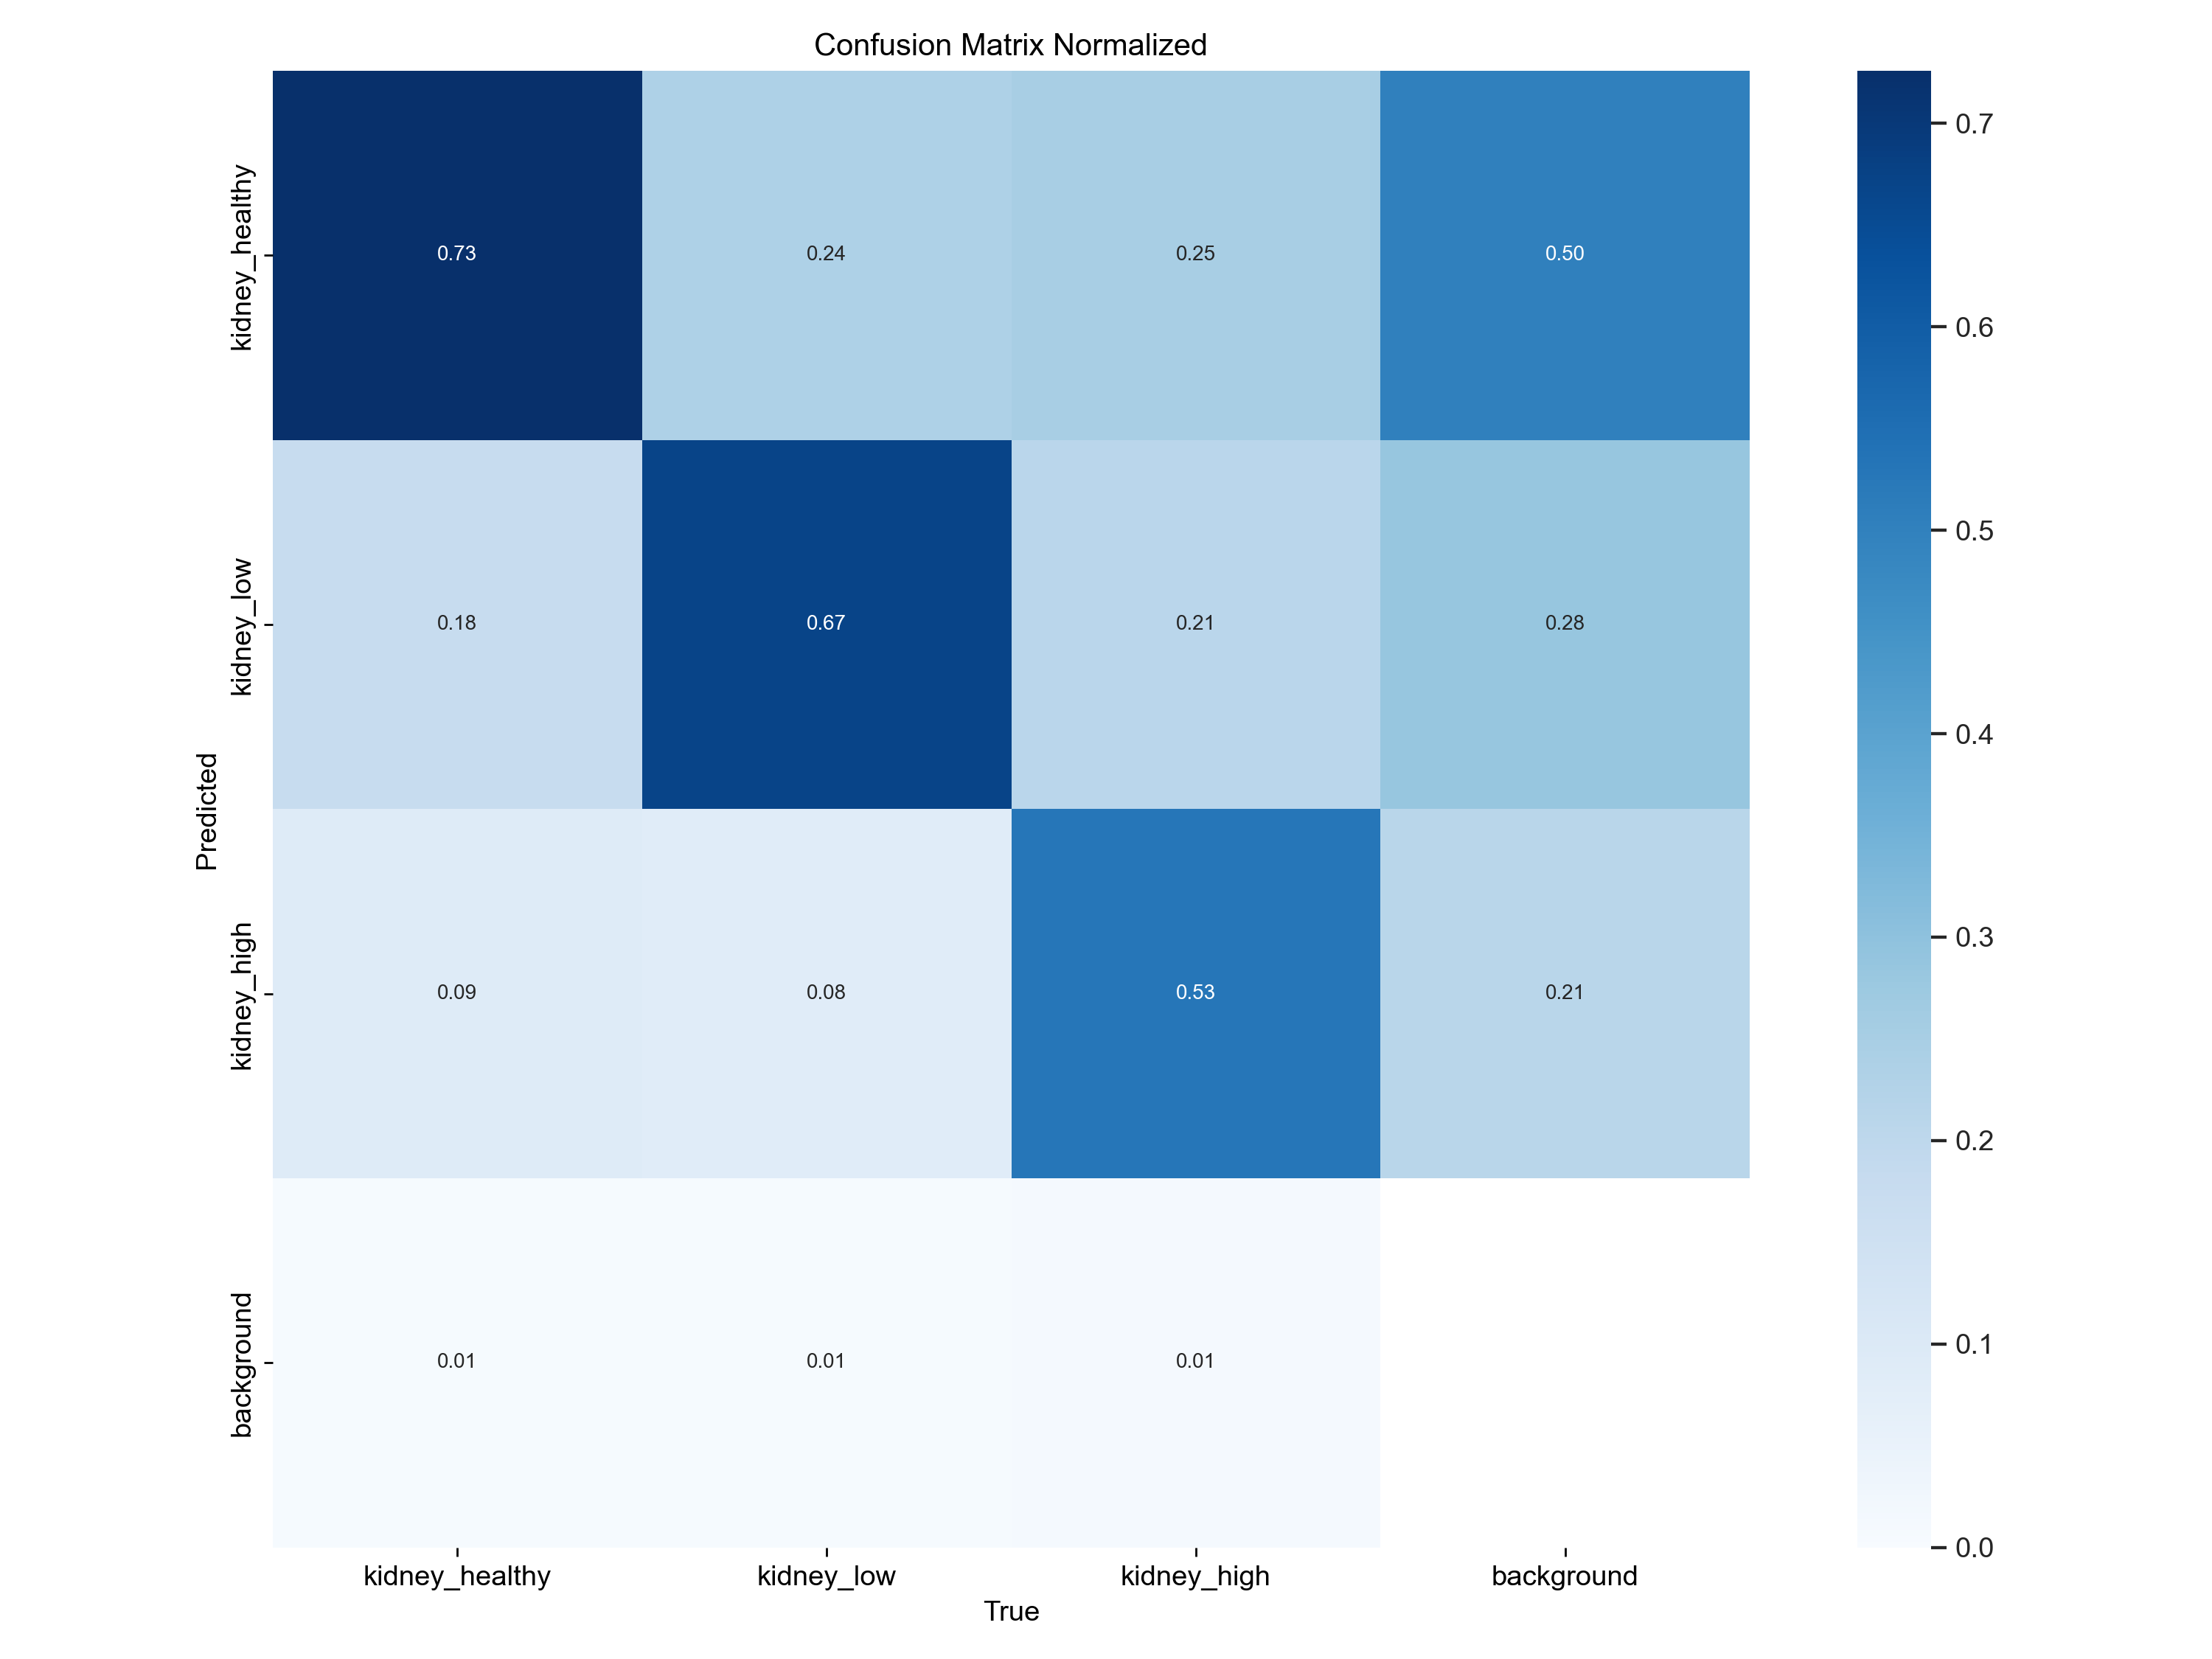 Confusion Matrix Normalized
kidney_healthy
0.73
0.24
0.25
0.50
kidney_low
0.18
0.67
0.21
0.28
kidney_high
0.09
0.08
0.53
0.21
background
0.01
0.01
0.01
Predicted
kidney_healthy
kidney_low
kidney_high
background
True
0.7
0.6
0.5
0.4
0.3
0.2
0.1
0.0